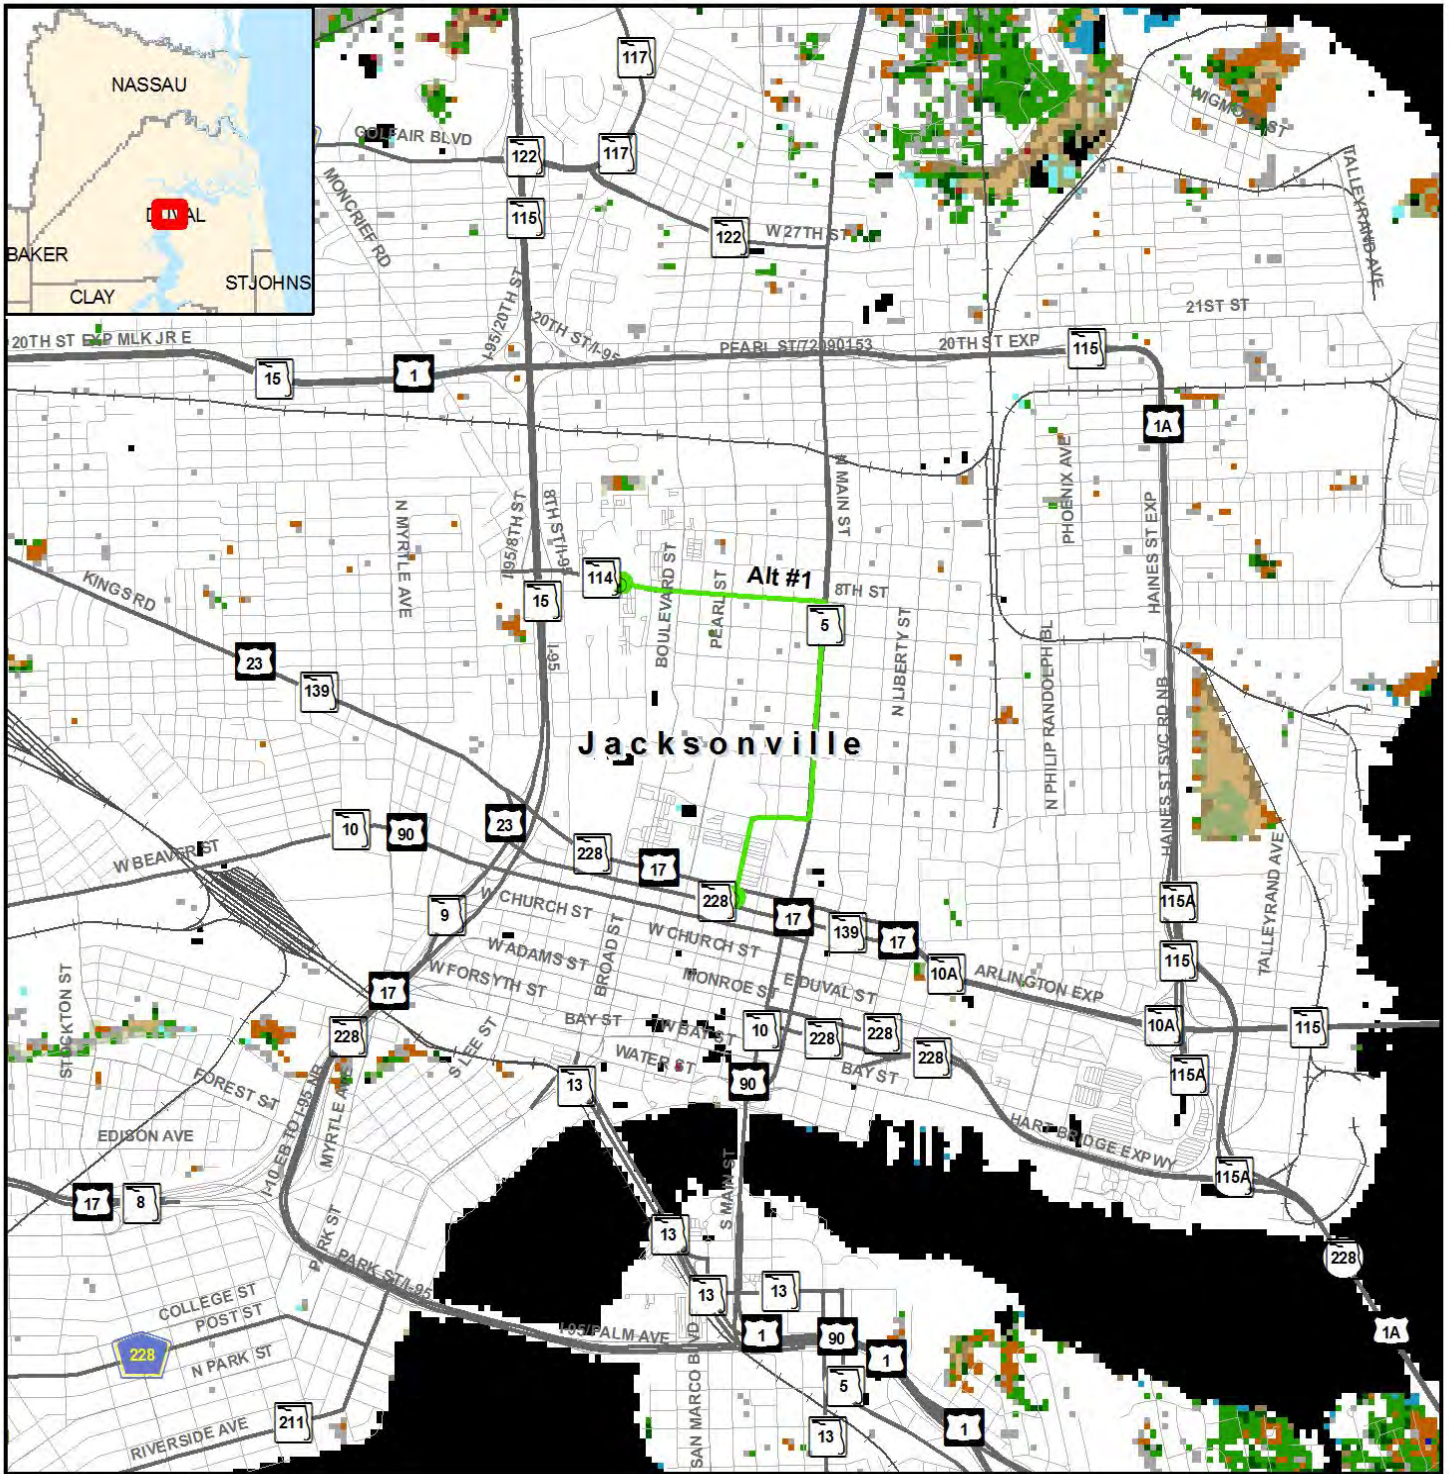 NASSAU
DUVAL
BAKER
CLAY
STJOHNS
117
GOLFAIR BLVD
122
117
WIGMORE ST
TALLEYRAND AVE
MONCRIEF RD
115
122
W 27TH ST
I-95/20TH ST
20TH ST/I-95
21ST ST
20TH ST EXP MLK JR E
PEARL ST/72090153
20TH ST EXP
115
15
1
1A
N MAIN ST
PHOENIX AVE
N MYRTLE AVE
I-95/8TH ST
8TH ST/I-95
HAINES ST EXP
KINGS RD
114
Alt #1
8TH ST
15
5
BOULEVARD ST
PEARL ST
N LIBERTY ST
I-95
23
139
N PHILIP RANDOLPH BL
HAINES ST SVC RD NB
Jacksonville
10
90
23
228
17
W BEAVER ST
TALLEYRAND AVE
9
W CHURCH ST
228
17
139
17
115A
W CHURCH ST
W ADAMS ST
BROAD ST
W FORSYTH ST
MONROE ST
E DUVAL ST
10A
ARLINGTON EXP
115
17
STOCKTON ST
BAY ST
W BAY ST
10
228
228
10A
115
228
S LEE ST
WATER ST
BAY ST
228
115A
FOREST ST
MYRTLE AVE
13
90
EDISON AVE
I-10 EB TO I-95 NB
HART BRIDGE EXPWY
17
8
115A
PARK ST
S MAIN ST
13
228
PARK ST/I-95
13
13
COLLEGE ST
POST ST
I-95/PALM AVE
1
90
1A
228
N PARK ST
SAN MARCO BLVD
1
5
RIVERSIDE AVE
211
13
1